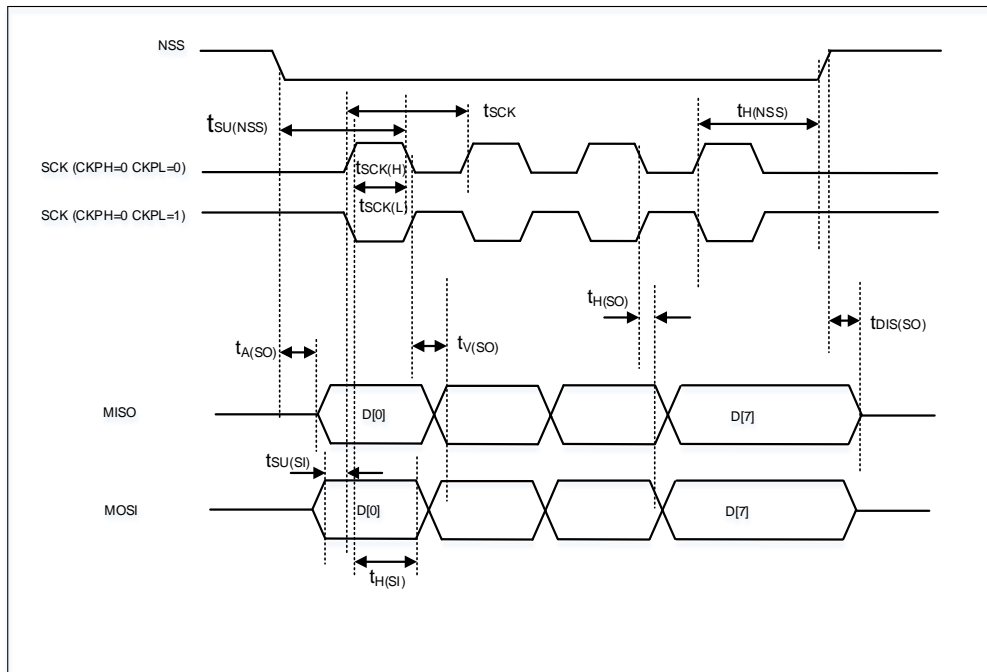 NSS
tSCK
tH(NSS)
tSU(NSS)
SCK (CKPH=0 CKPL=0)
tSCK(H)
tSCK(L)
SCK (CKPH=0 CKPL=1)
tH(SO)
tDIS(SO)
tA(SO)
tV(SO)
MISO
D[0]
D[7]
tSU(SI)
MOSI
D[0]
D[7]
tH(SI)